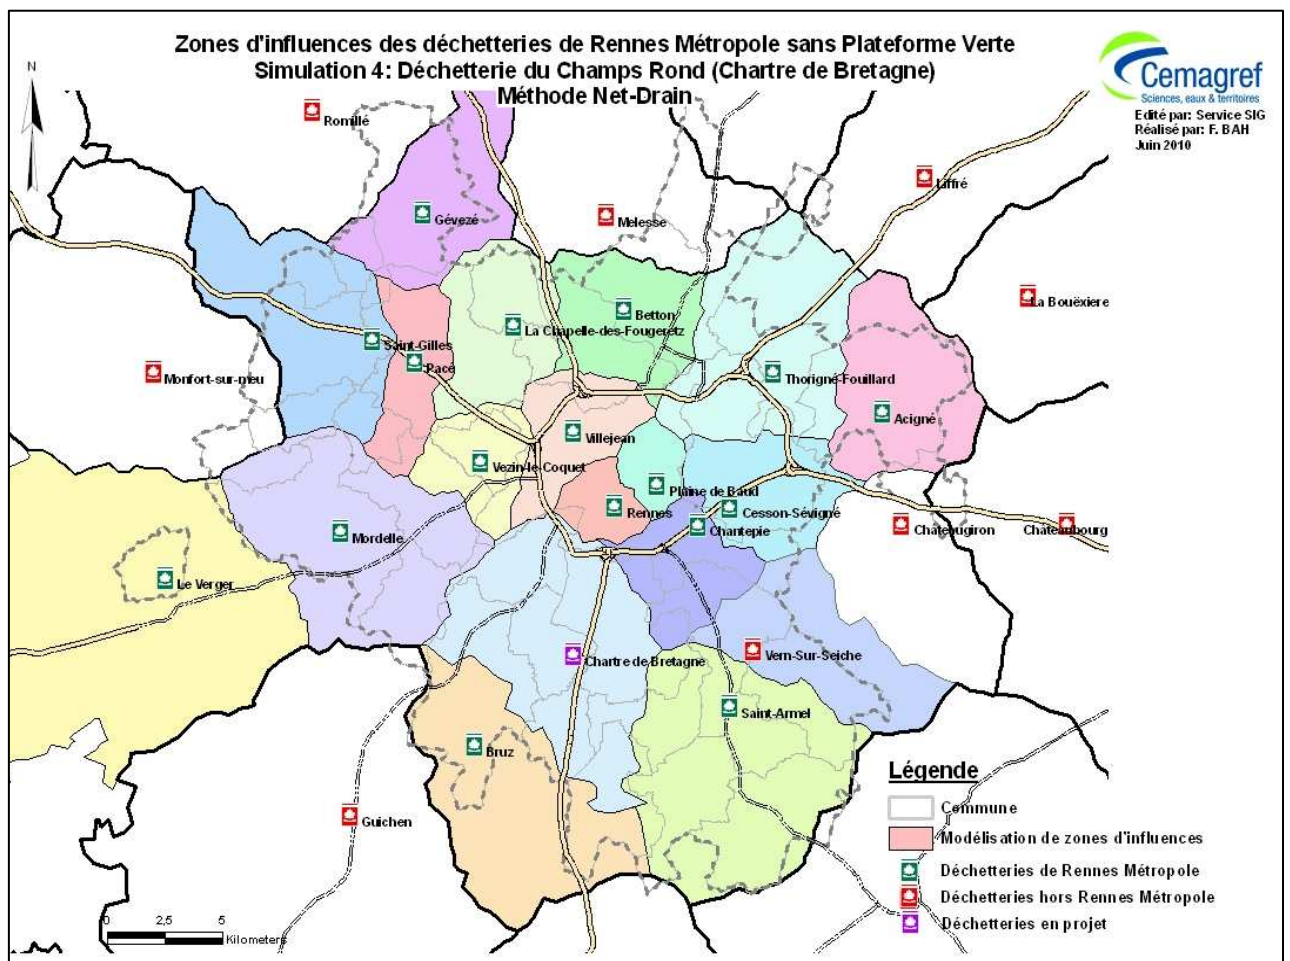 Zones d'influences des déchetteries de Rennes Métropole sans Plateforme Verte
Simulation 4: Déchetterie du Champs Rond (Chartre de Bretagne)
Méthode Net-Drain
Cemagref
Sciences, eaux & territoires
Edité par: Service SIG
Réalisé par: F. BAH
Juin 2010
N
Romillé
Liffré
Gévezé
Melesse
La Bouëxiere
Betton
La Chapelle-des-Fougeretz
Saint-Gilles
Pacé
Monfort-sur-meu
Thorigné-Fouillard
Acigné
Villejean
Vezin-le-Coquet
Plaine de Baud
Rennes
Cesson-Sévigné
Chantepie
Chateaugiron
Châteaubourg
Mordelle
Le Verger
Chartre de Bretagne
Vern-Sur-Seiche
Saint-Armel
Bruz
Guichen
Légende
Commune
Modélisation de zones d'influences
Déchetteries de Rennes Métropole
Déchetteries hors Rennes Métropole
Déchetteries en projet
0 2,5 5
Kilometers